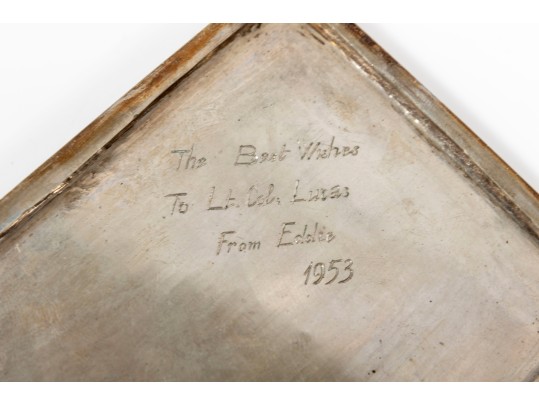 The Best Wishes
To Lt. Col. Lucas
From Eddie
1953